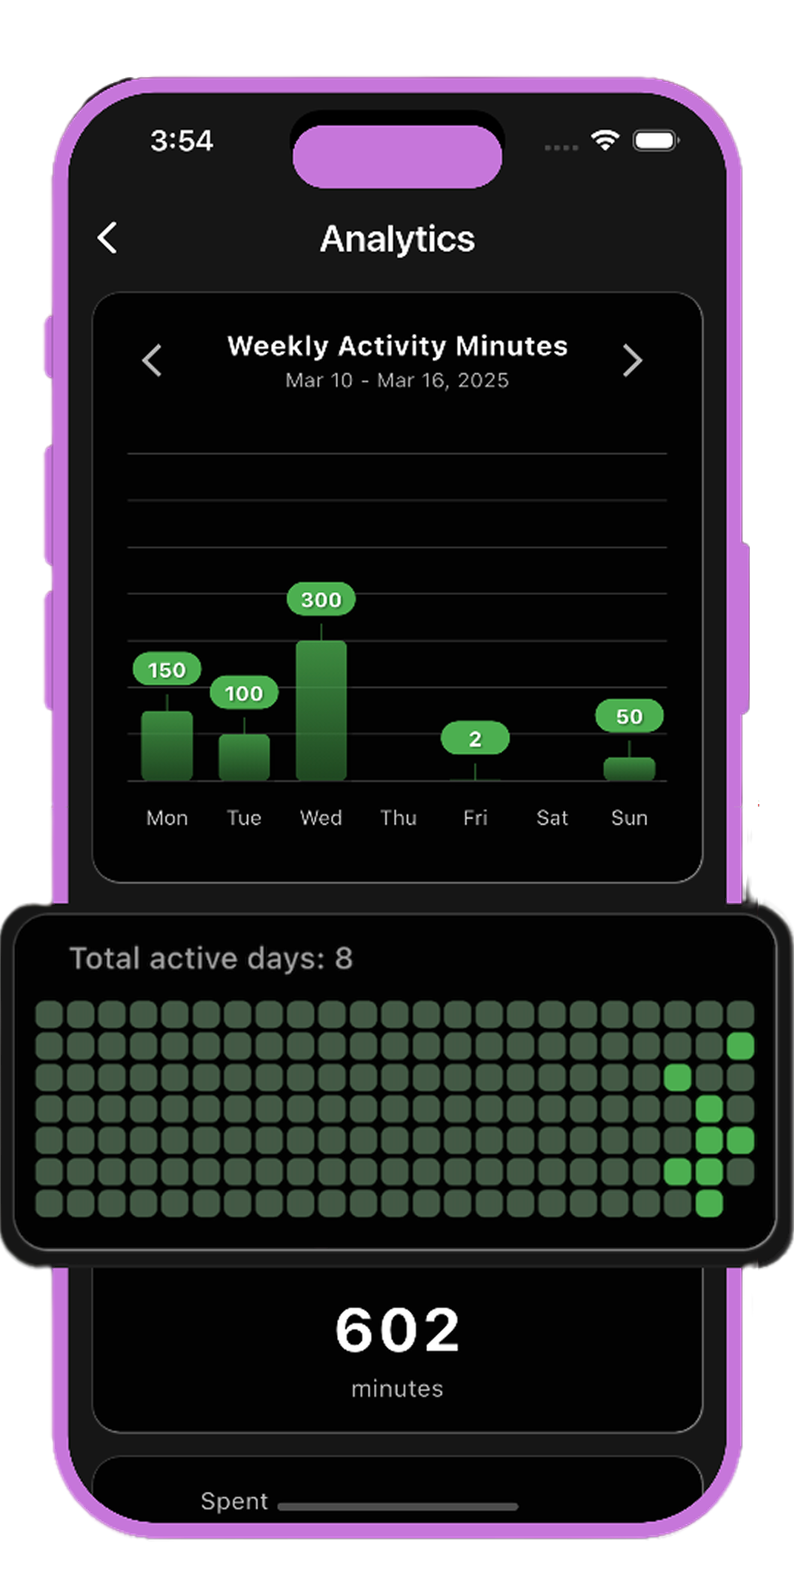 3:54
Analytics
Weekly Activity Minutes
Mar 10 - Mar 16, 2025
300
150
100
50
2
Mon Tue Wed Thu Fri Sat Sun
Total active days: 8
602
minutes
Spent